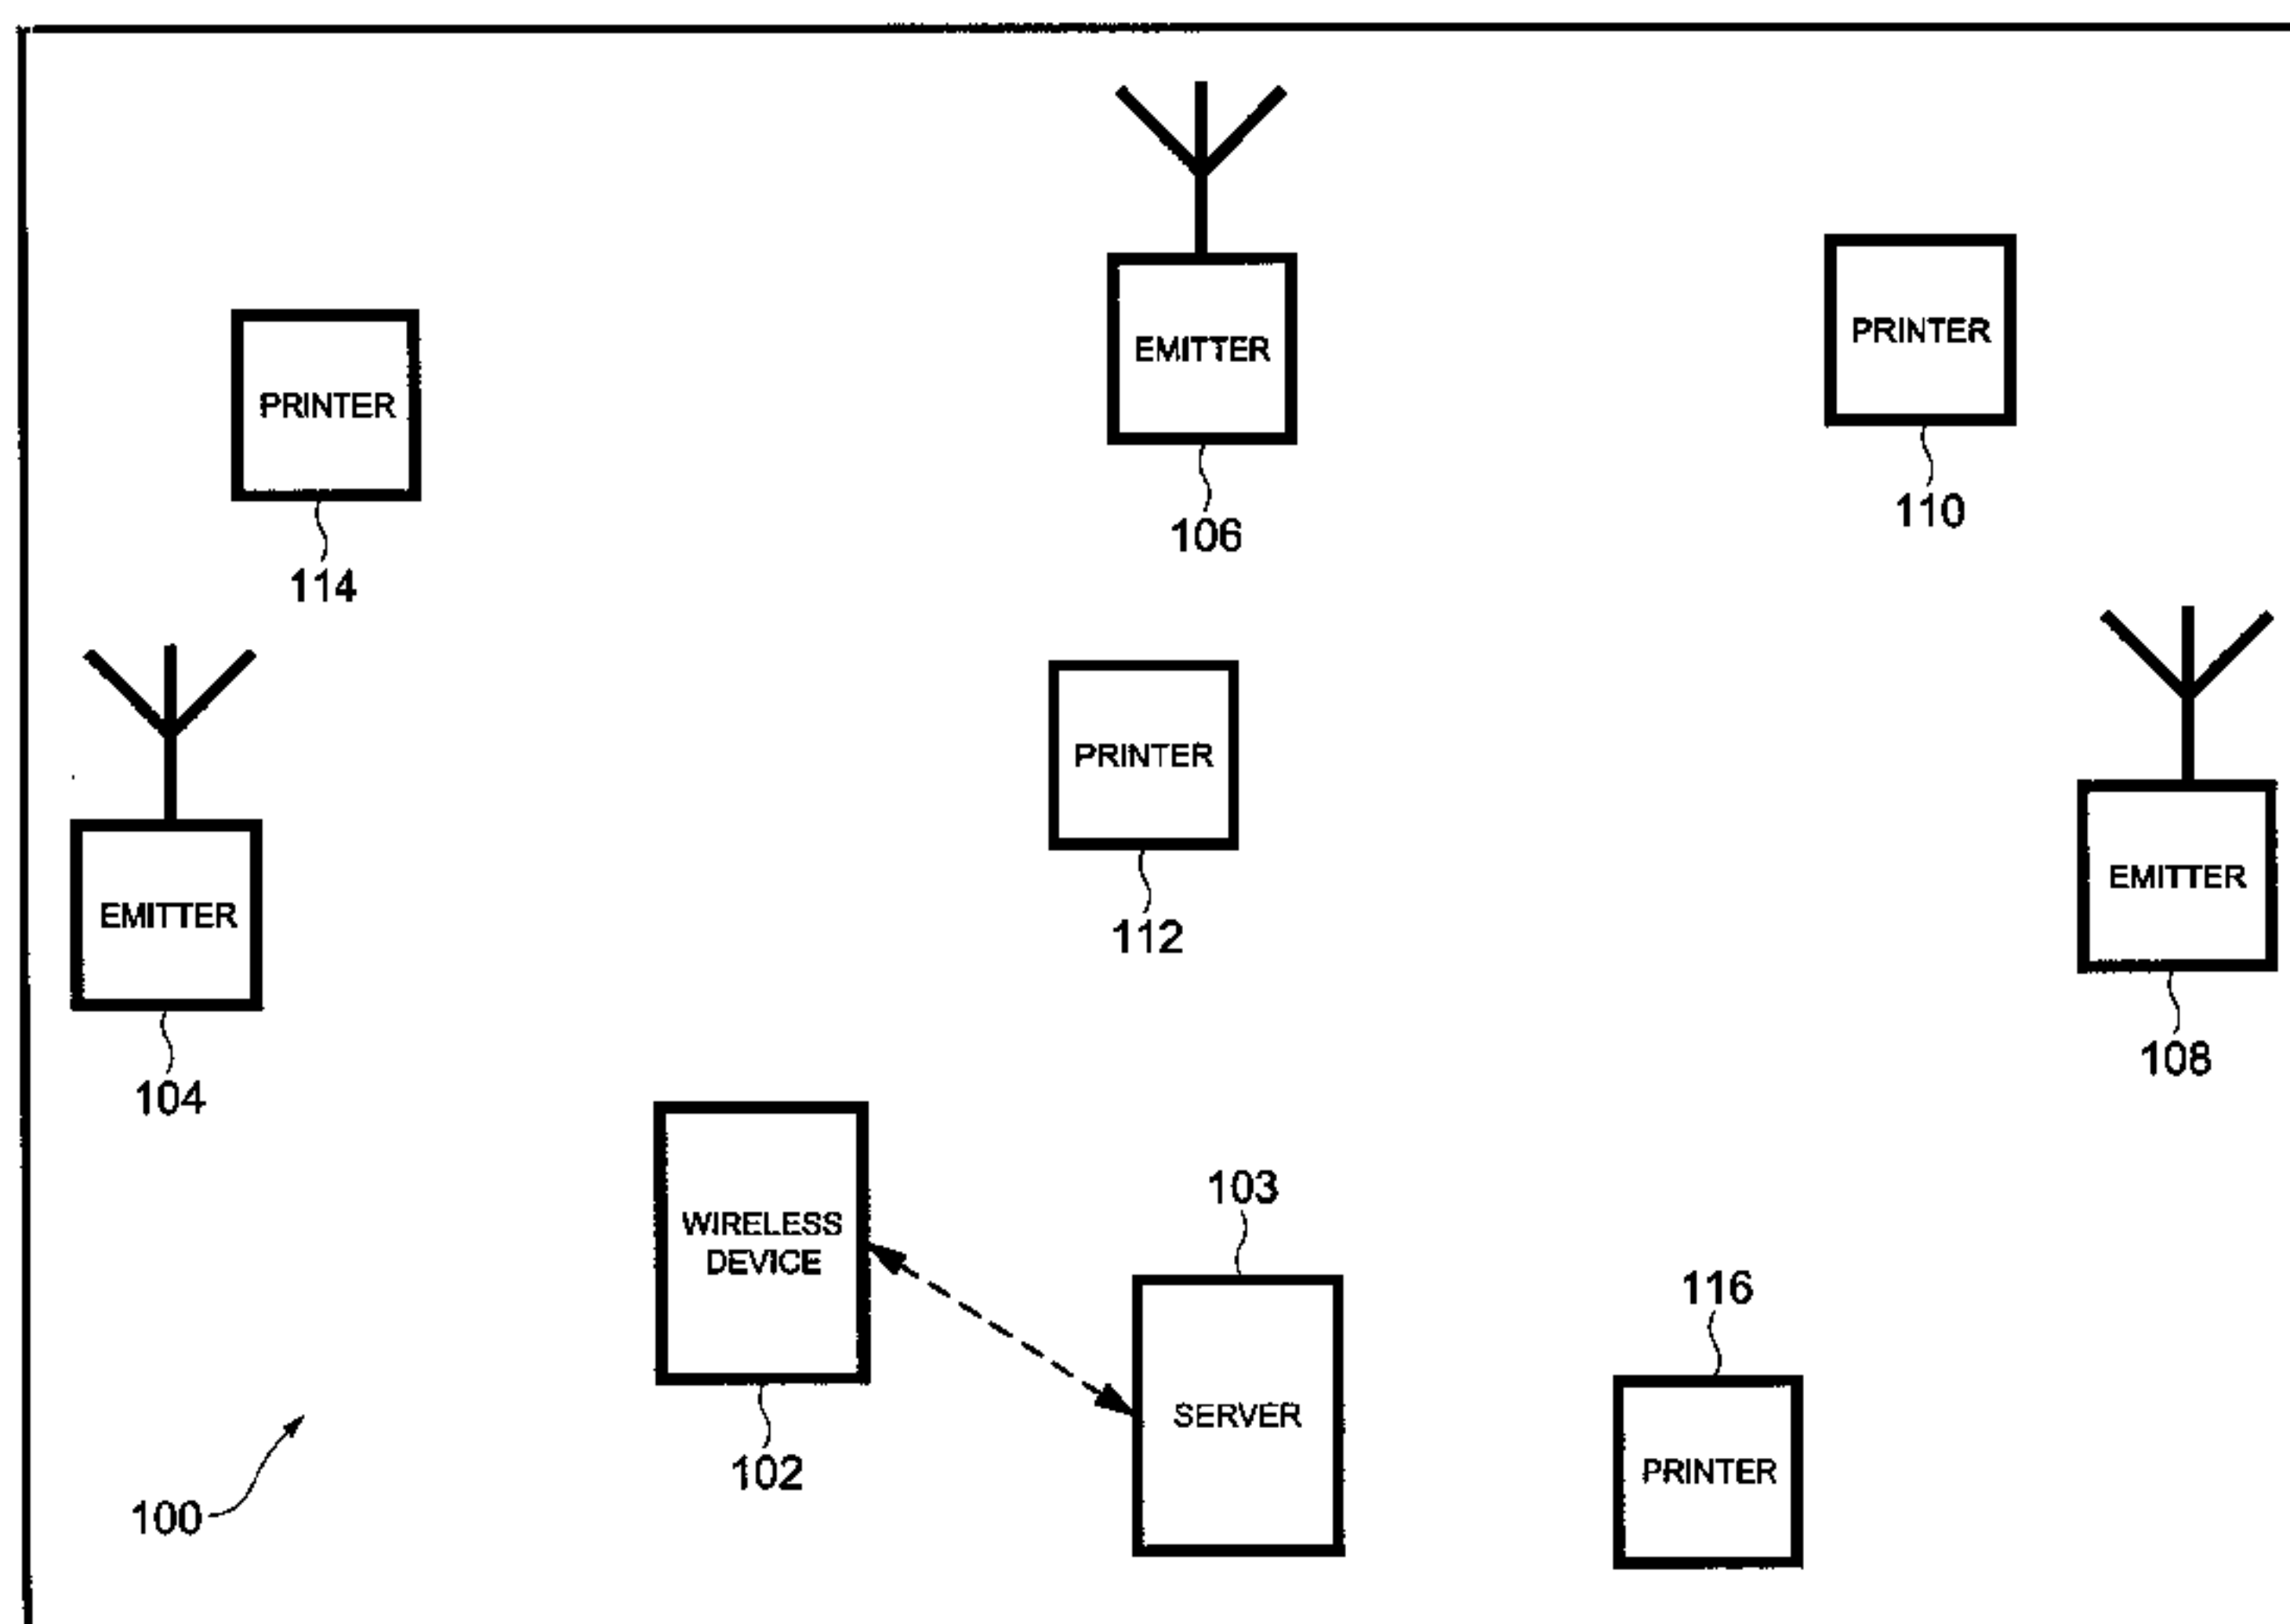 EMITTER
106
PRINTER
110
PRINTER
114
PRINTER
112
EMITTER
108
EMITTER
104
WIRELESS
DEVICE
102
103
SERVER
116
PRINTER
100